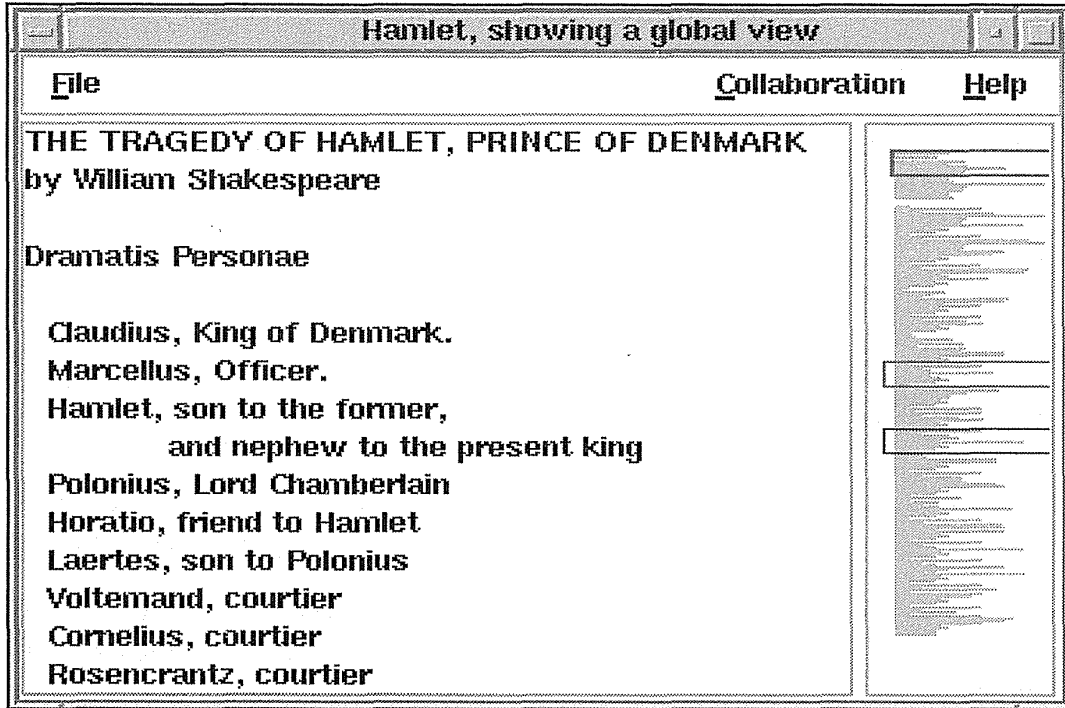 Hamlet, showing a global view
File Collaboration Help
THE TRAGEDY OF HAMLET, PRINCE OF DENMARK
by William Shakespeare
Dramatis Personae
Claudius, King of Denmark.
Marcellus, Officer.
Hamlet, son to the former,
and nephew to the present king
Polonius, Lord Chamberlain
Horatio, friend to Hamlet
Laertes, son to Polonius
Voltemand, courtier
Cornelius, courtier
Rosencrantz, courtier